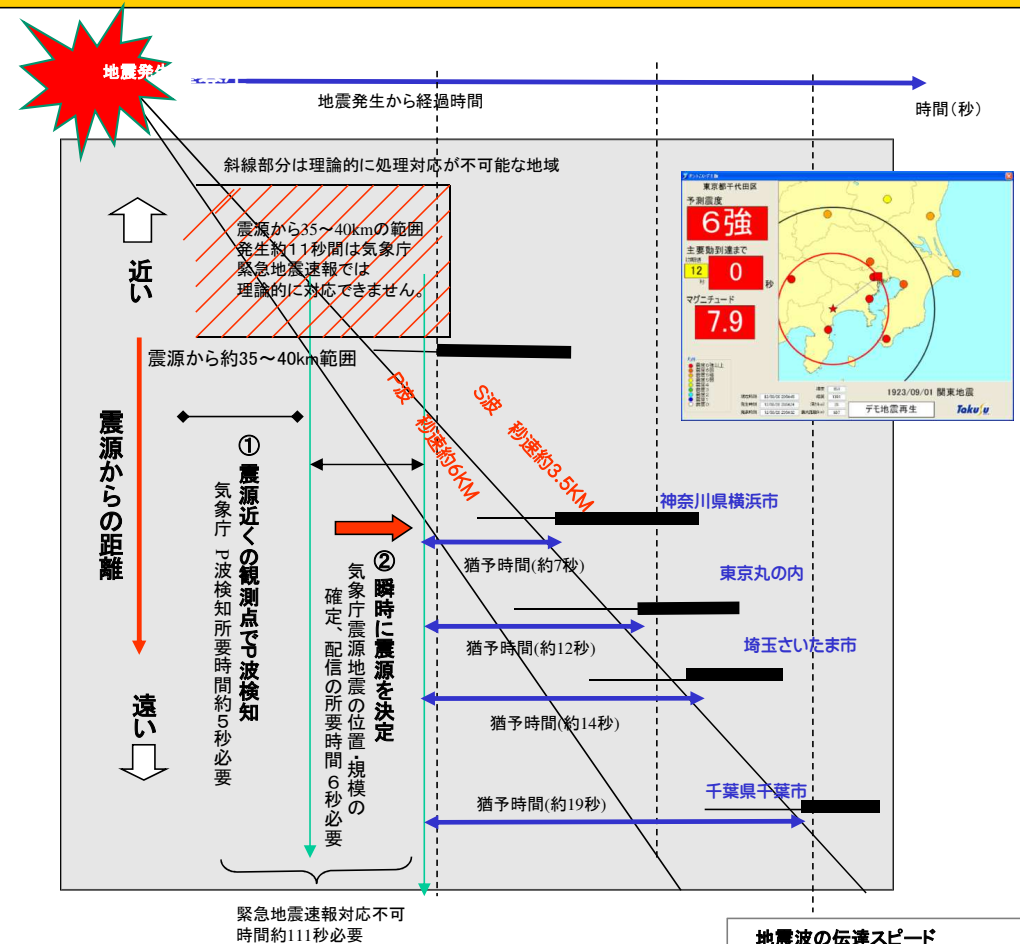 地震発生
地震発生から経過時間
時間(秒)
斜線部分は理論的に処理対応が不可能な地域
震源から35～40kmの範囲
発生約11秒間は気象庁
緊急地震速報では
理論的に対応できません。
近い
震源から約35～40km範囲
震源からの距離
遠い
P波 秒速約6KM
S波 秒速約3.5KM
① 震源近くの観測点でP波検知
気象庁 P波検知所要時間約5秒必要
② 瞬時に震源を決定
気象庁震源地震の位置・規模の
確定、配信の所要時間 6秒必要
神奈川県横浜市
猶予時間(約7秒)
東京丸の内
猶予時間(約12秒)
埼玉さいたま市
猶予時間(約14秒)
千葉県千葉市
猶予時間(約19秒)
緊急地震速報対応不可
時間約111秒必要
地震波の伝達スピード
東京都千代田区
予測震度
6強
主要動到達まで
12
秒
0
秒
マグニチュード
7.9
1923/09/01 関東地震
デモ地震再生